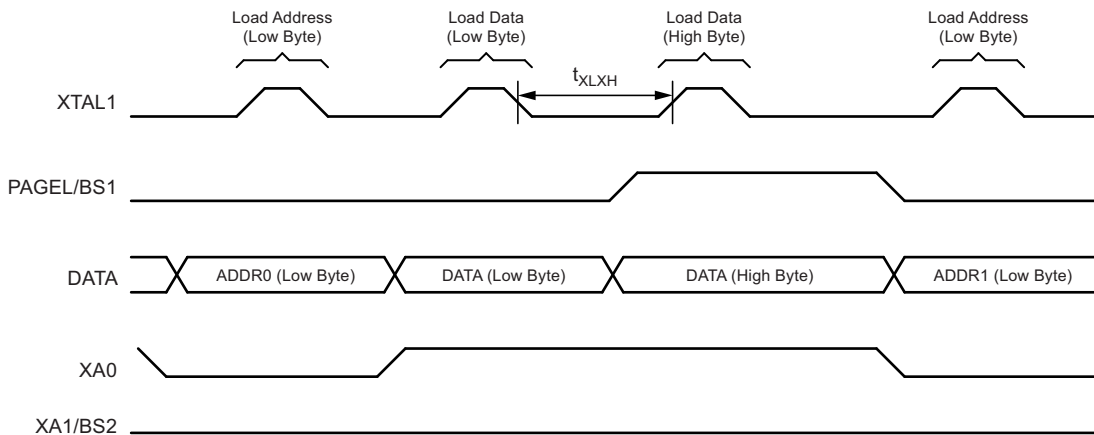 Load Address
(Low Byte)
Load Data
(Low Byte)
Load Data
(High Byte)
Load Address
(Low Byte)
tXLXH
XTAL1
PAGEL/BS1
DATA
ADDR0 (Low Byte)
DATA (Low Byte)
DATA (High Byte)
ADDR1 (Low Byte)
XA0
XA1/BS2